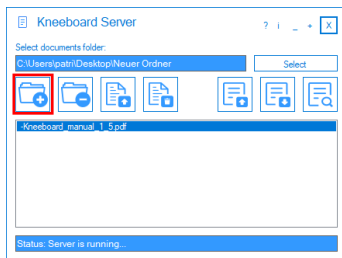 Kneeboard Server
? i _ + X
Select documents folder:
C:\Users\patri\Desktop\Neuer Ordner
Select
-Kneeboard_manual_1_5.pdf
Status: Server is running...